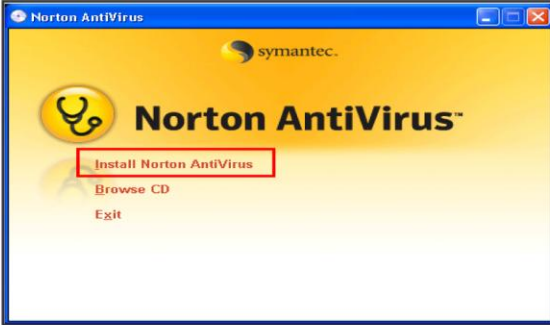 Norton AntiVirus
symantec.
Norton AntiVirus™
Install Norton AntiVirus
Browse CD
Exit